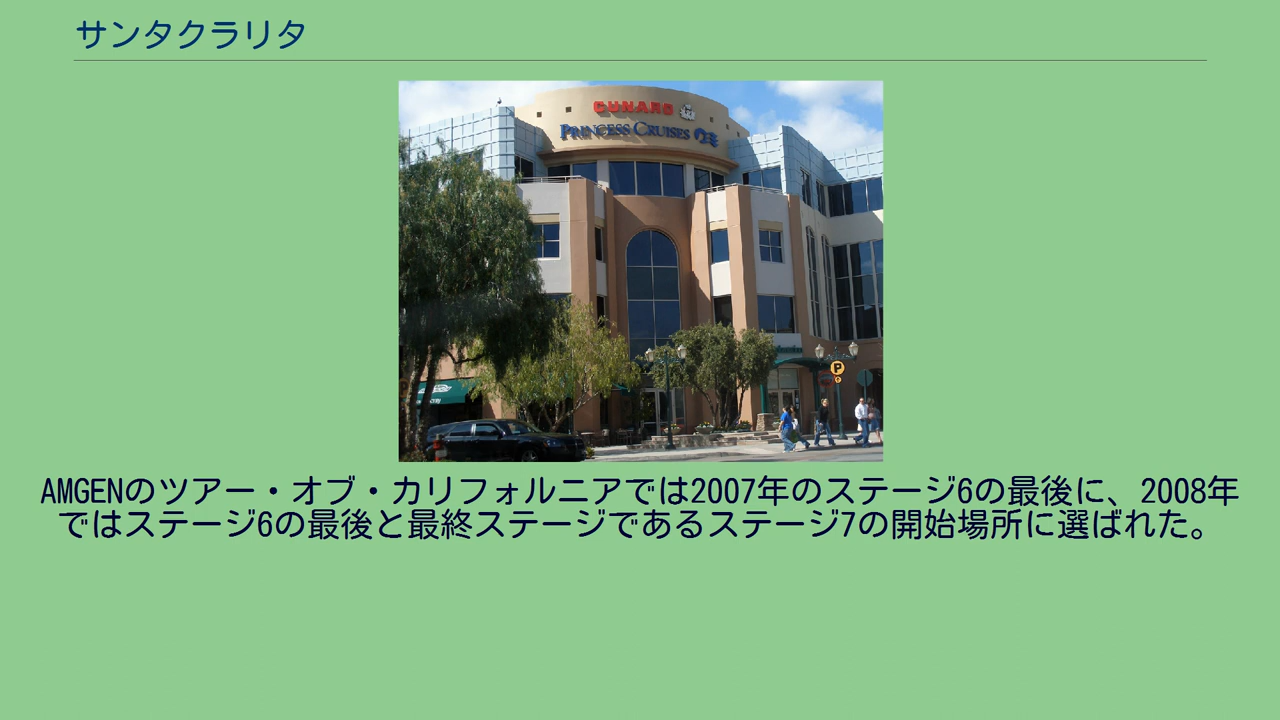 サンタクラリタ
CUNARD
PRINCESS CRUISES
P
AMGENのツアー・オブ・カリフォルニアでは2007年のステージ6の最後に、2008年
ではステージ6の最後と最終ステージであるステージ7の開始場所に選ばれた。